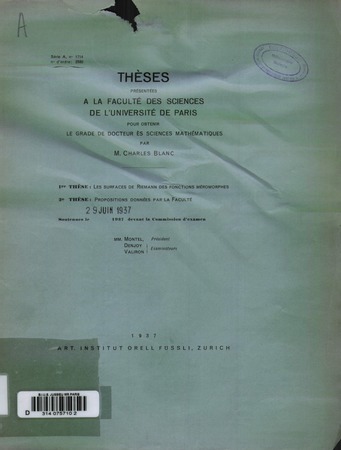 A
Série A, n° 1714
THÈSES
PRÉSENTÉES
A LA FACULTÉ DES SCIENCES
DE L'UNIVERSITÉ DE PARIS
POUR OBTENIR
LE GRADE DE DOCTEUR ÈS SCIENCES MATHÉMATIQUES
PAR
M. CHARLES BLANC
1re THÈSE: LES SURFACES DE RIEMANN DES FONCTIONS MÉROMORPHES
2e THÈSE: PROPOSITIONS DONNÉES PAR LA FACULTÉ
29 JUIN 1937
Soutenues le 1937 devant la Commission d'examen
MM. MONTEL, Président
DENJOY
VALIRON Examinateurs
1937
ART. INSTITUT ORELL FÜSSLI, ZURICH
D 314 075710 2